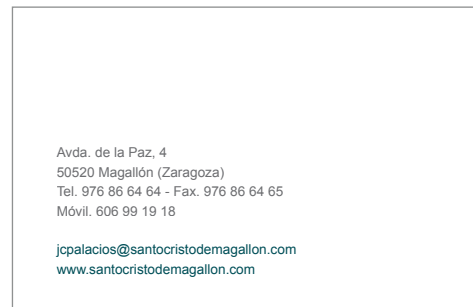 Avda. de la Paz, 4
50520 Magallón (Zaragoza)
Tel. 976 86 64 64 - Fax. 976 86 64 65
Móvil. 606 99 19 18
jcpalacios@santocristodemagallon.com
www.santocristodemagallon.com